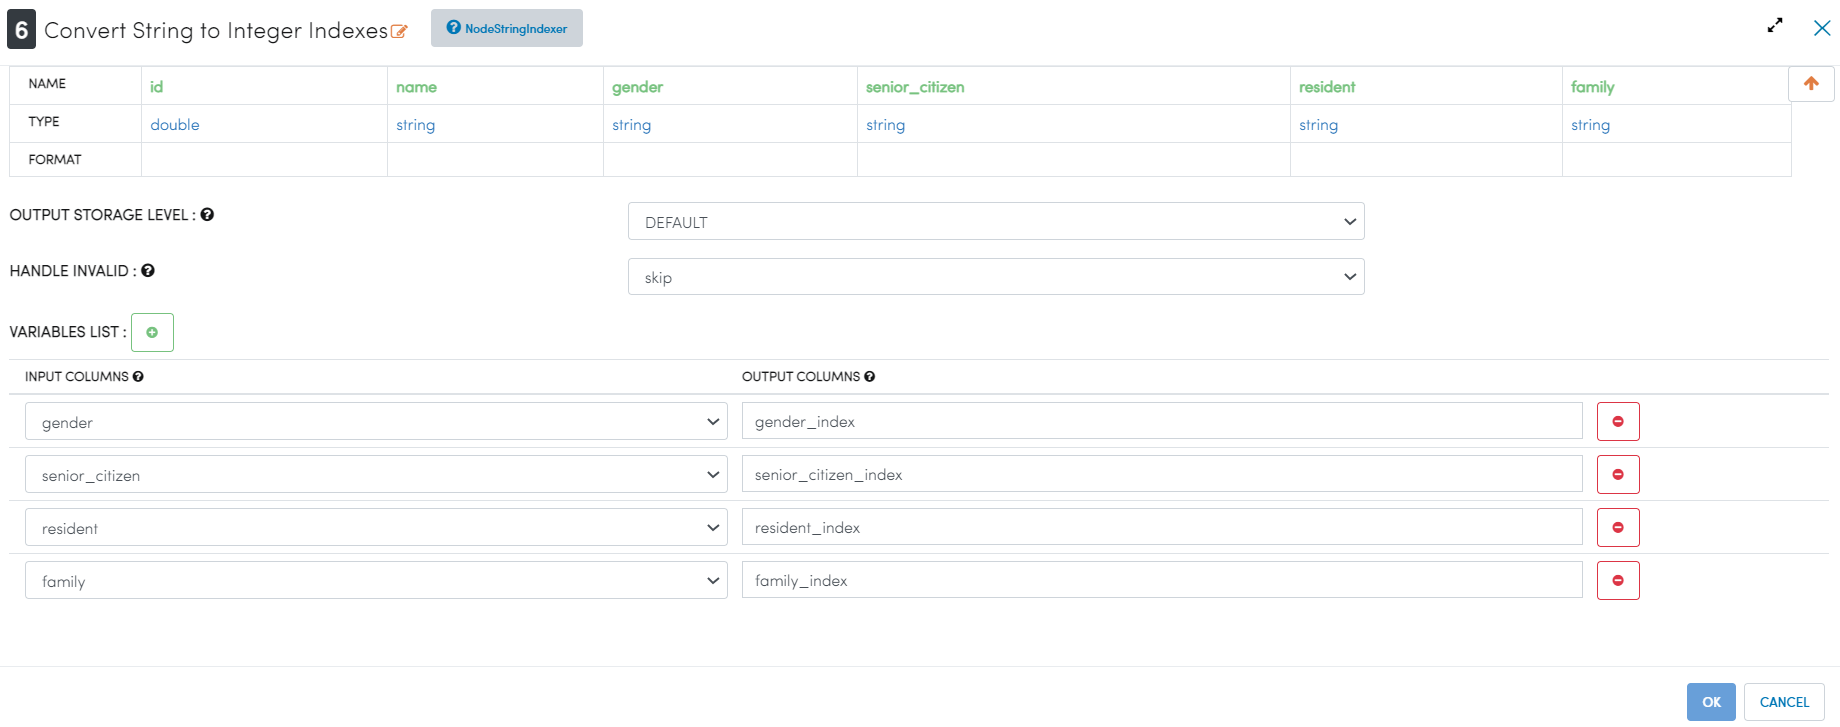 6 Convert String to Integer Indexes NodeStringIndexer
NAME id name gender senior_citizen resident family
TYPE double string string string string string
FORMAT
OUTPUT STORAGE LEVEL : DEFAULT
HANDLE INVALID : skip
VARIABLES LIST :
INPUT COLUMNS OUTPUT COLUMNS
gender gender_index
senior_citizen senior_citizen_index
resident resident_index
family family_index
OK CANCEL